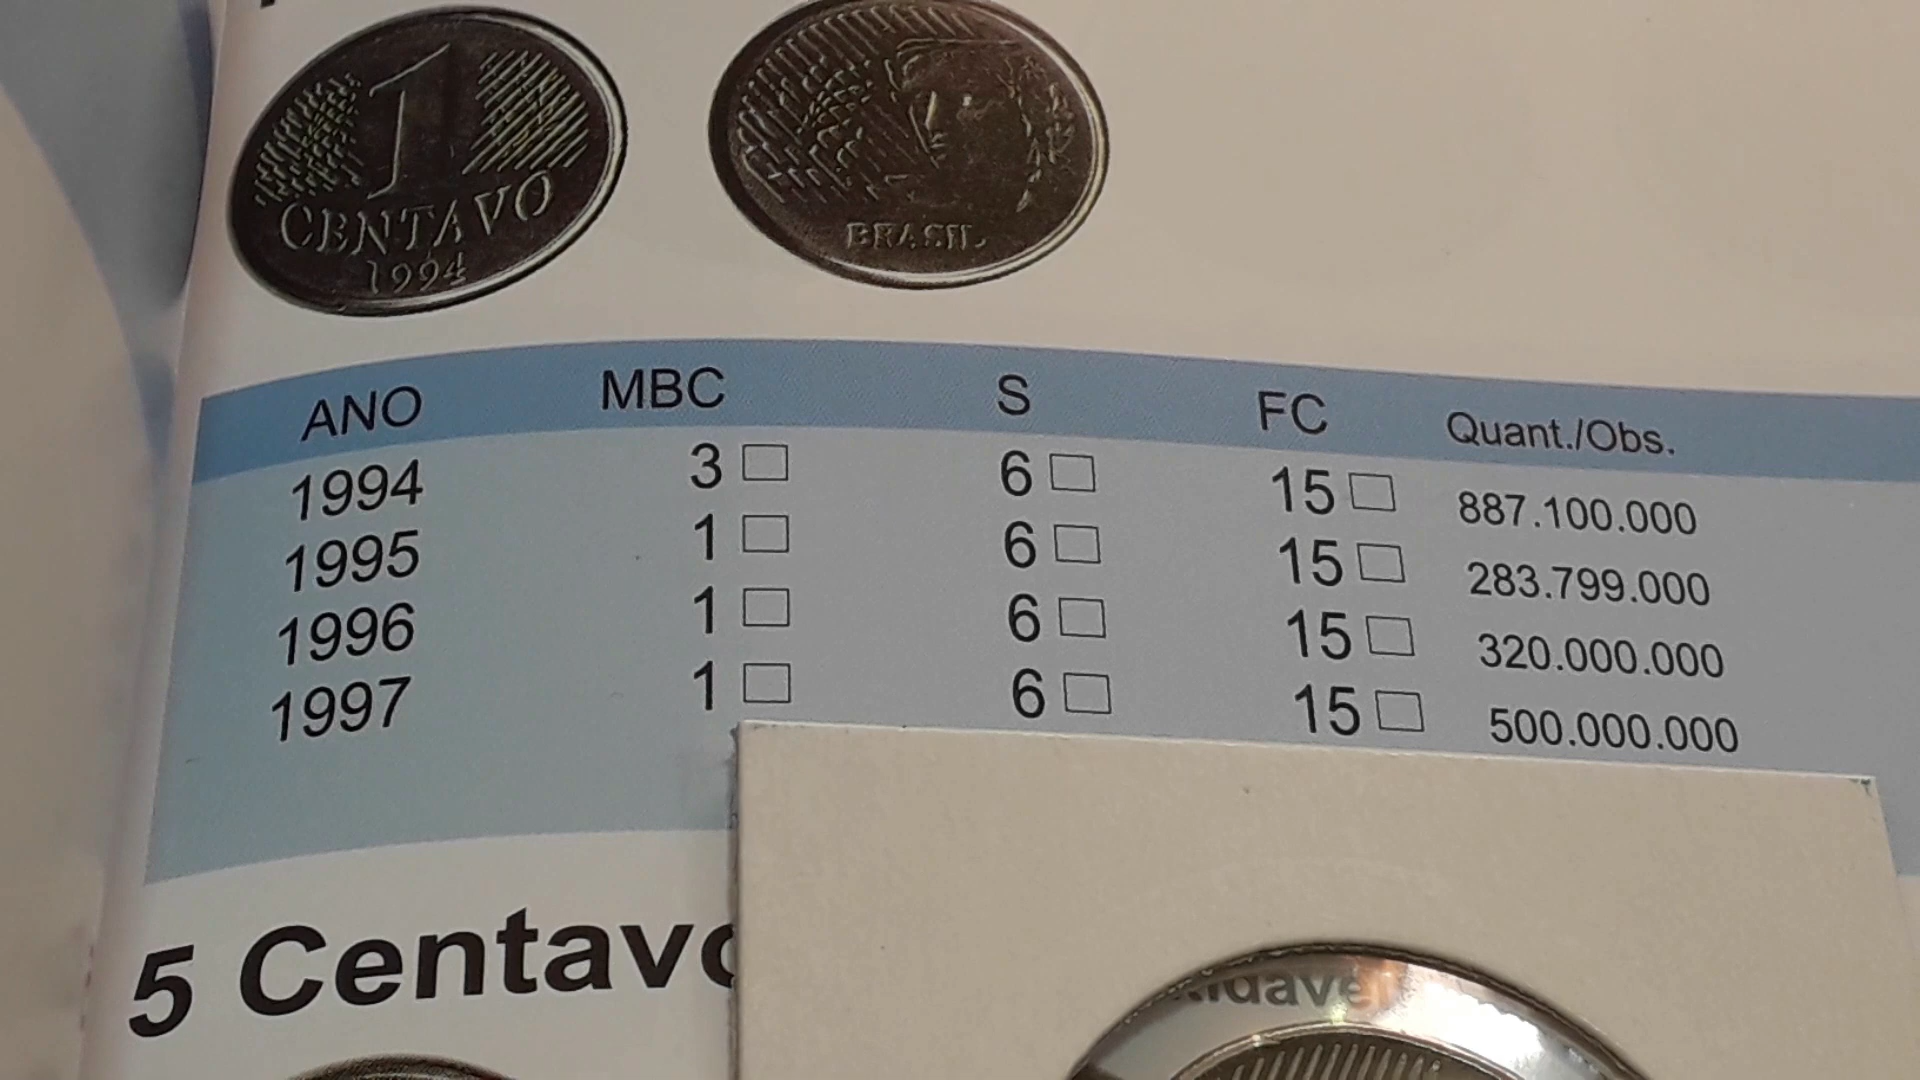 1
CENTAVO
1994
BRASIL
ANO MBC S FC Quant./Obs.
1994 3 6 15 887.100.000
1995 1 6 15 283.799.000
1996 1 6 15 320.000.000
1997 1 6 15 500.000.000
5 Centavo